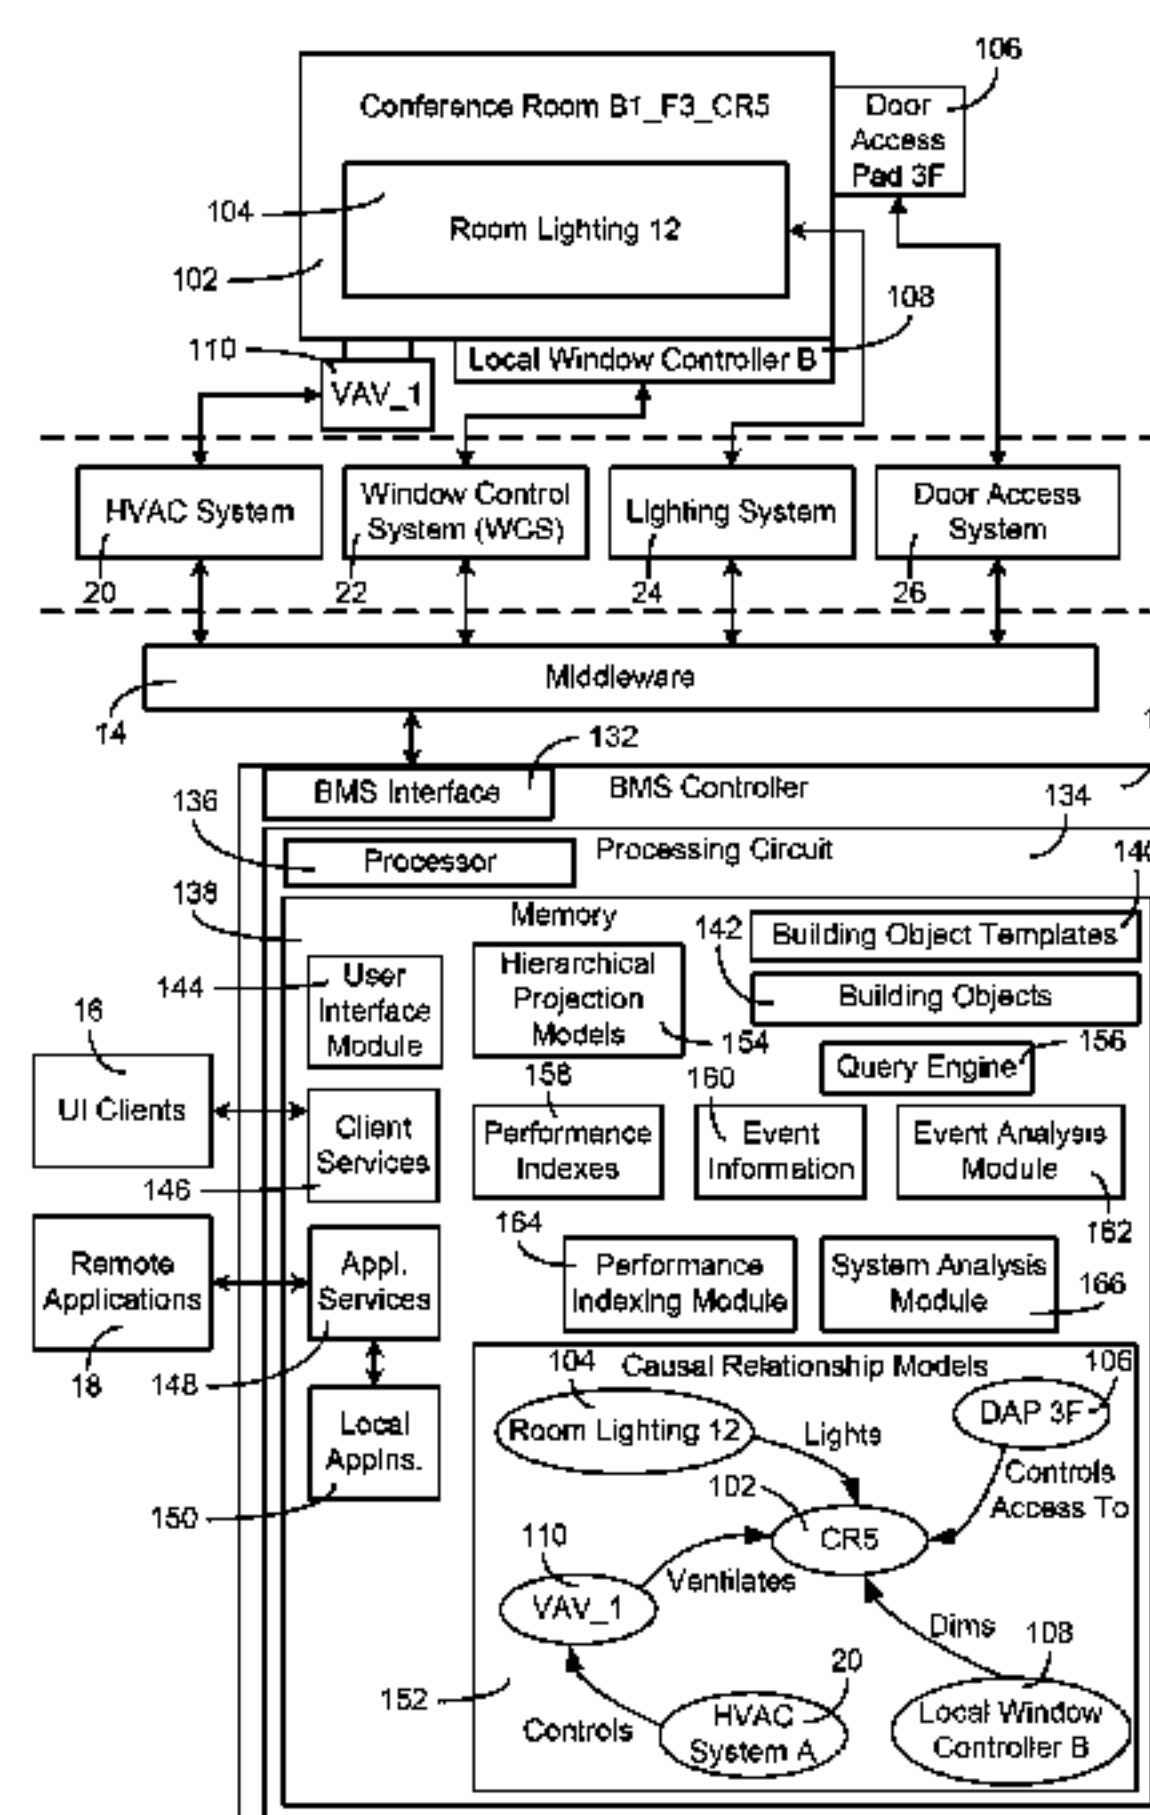 106
Conference Room B1_F3_CR5
Door
Access
Pad 3F
104
Room Lighting 12
102
108
110
Local Window Controller B
VAV_1
HVAC System
Window Control
System (WCS)
Lighting System
Door Access
System
20
22
24
26
Middleware
14
132
BMS Interface
BMS Controller
136
134
Processor
Processing Circuit
140
138
Memory
142
Building Object Templates
144
User
Interface
Module
Hierarchical
Projection
Models
Building Objects
16
154
156
Query Engine
158
160
UI Clients
Client
Services
Performance
Indexes
Event
Information
Event Analysis
Module
146
164
162
Remote
Applications
Appl.
Services
Performance
Indexing Module
System Analysis
Module
166
18
148
104
Causal Relationship Models
106
Local
Applns.
Room Lighting 12
Lights
DAP 3F
Controls
Access To
150
102
CR5
110
Ventilates
VAV_1
Dims
108
152
20
Controls
HVAC
System A
Local Window
Controller B